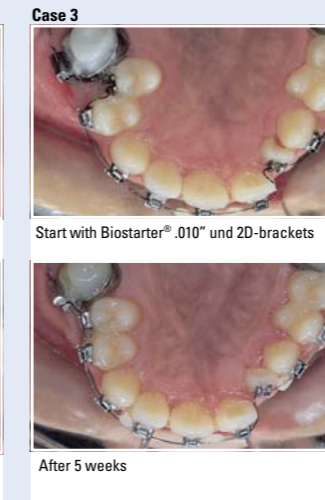 Case 3
Start with Biostarter® .010” und 2D-brackets
After 5 weeks